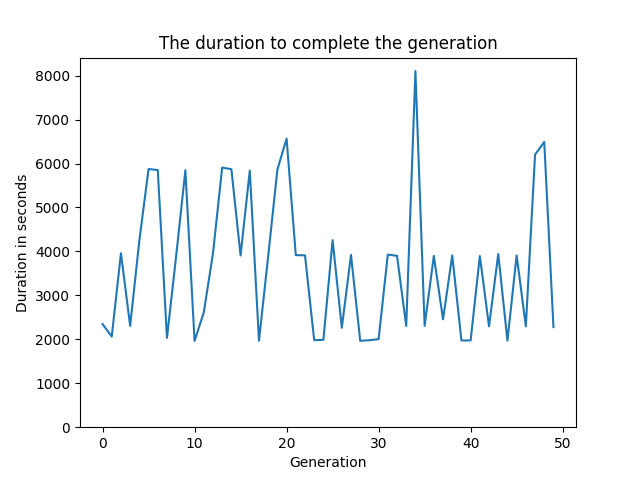 The duration to complete the generation
8000
7000
6000
5000
4000
3000
2000
1000
0
Duration in seconds
0 10 20 30 40 50
Generation